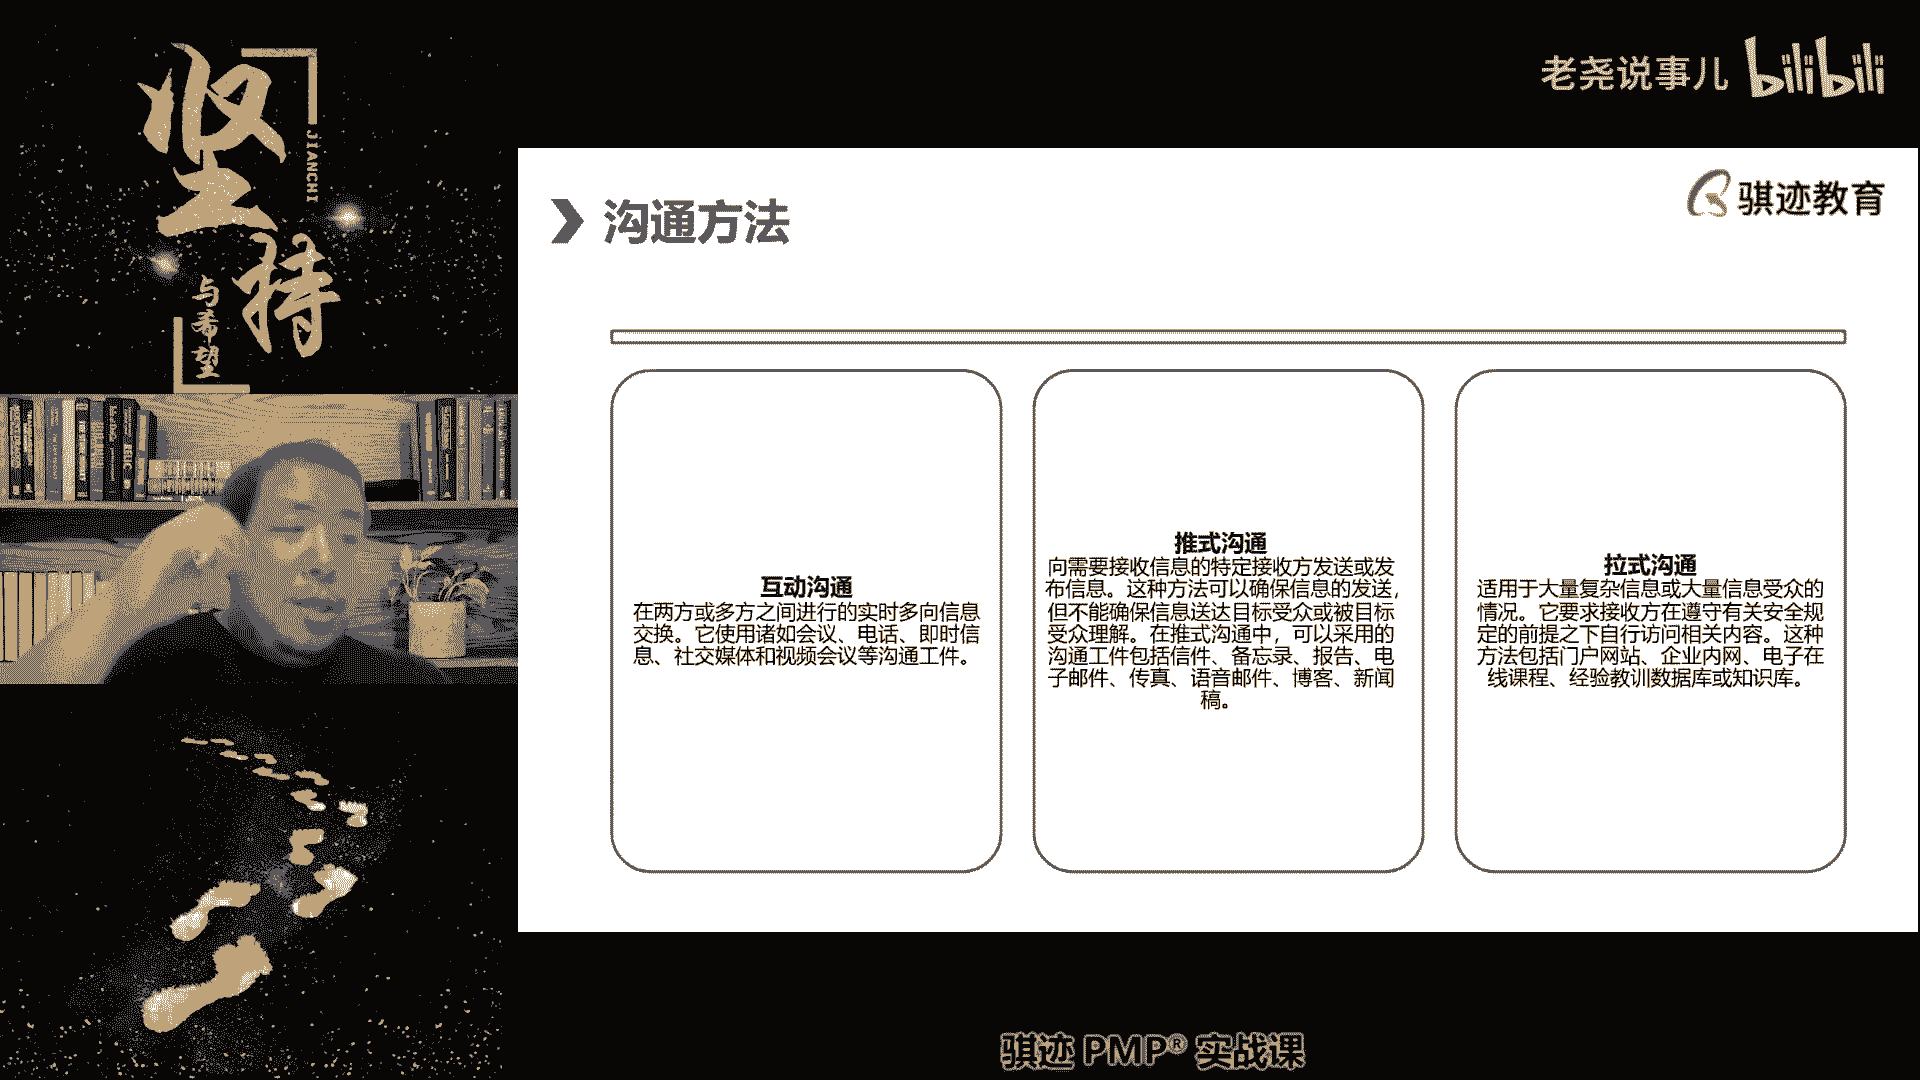 坚持
JIANCHI
与希望
老尧说事儿 bilibili
骐迹教育
沟通方法
互动沟通
在两方或多方之间进行的实时多向信息
交换。它使用诸如会议、电话、即时信
息、社交媒体和视频会议等沟通工件。
推式沟通
向需要接收信息的特定接收方发送或发
布信息。这种方法可以确保信息的发送,
但不能确保信息送达目标受众或被目标
受众理解。在推式沟通中，可以采用的
沟通工件包括信件、备忘录、报告、电
子邮件、传真、语音邮件、博客、新闻
稿。
拉式沟通
适用于大量复杂信息或大量信息受众的
情况。它要求接收方在遵守有关安全规
定的前提之下自行访问相关内容。这种
方法包括门户网站、企业内网、电子在
线课程、经验教训数据库或知识库。
骐迹 PMP® 实战课